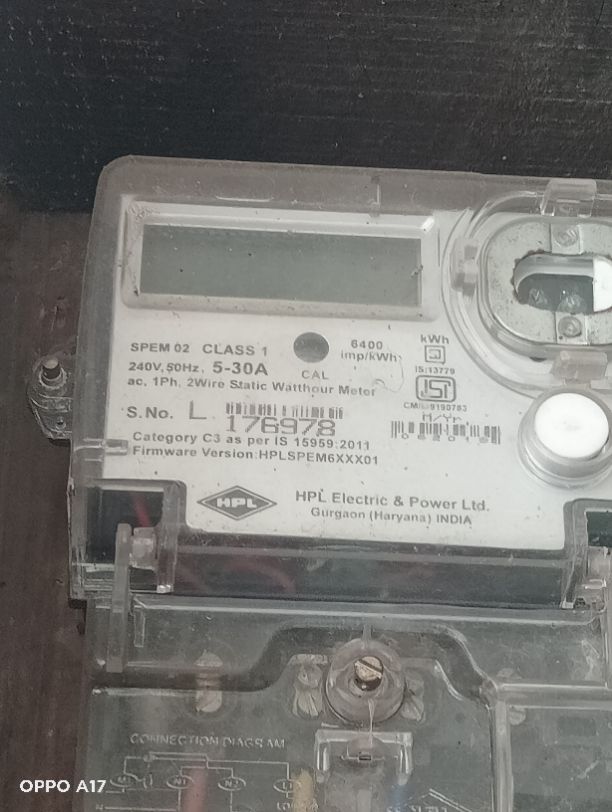 SPEM 02 CLASS 1
240V,50Hz, 5-30A
ac, 1Ph, 2Wire Static Watthour Meter
CAL
6400
imp/kWh
kWh
IS:13779
S. No. L 176978
Category C3 as per IS 15959:2011
Firmware Version:HPLSPEM6XXX01
HPL
HPL Electric & Power Ltd.
Gurgaon (Haryana) INDIA
CONNECTION DIAGRAM
OPPO A17